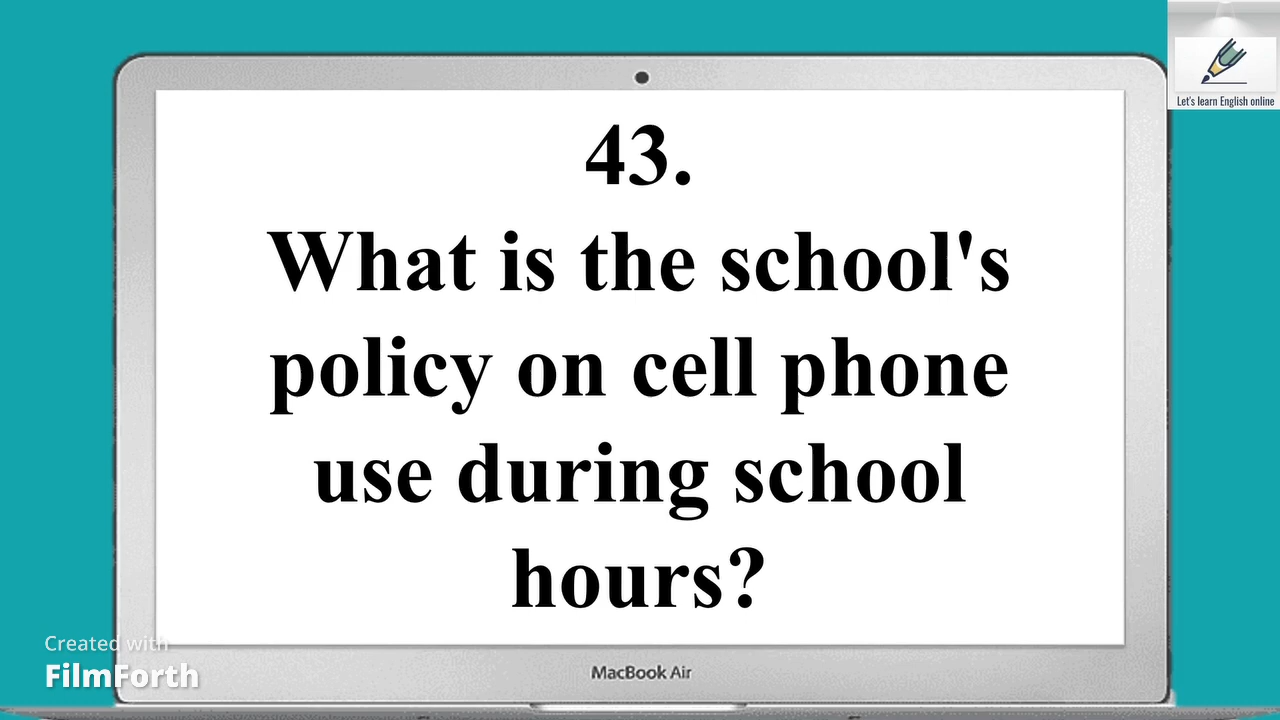 Let's learn English online
43.
What is the school's
policy on cell phone
use during school
hours?
Created with
FilmForth
MacBook Air